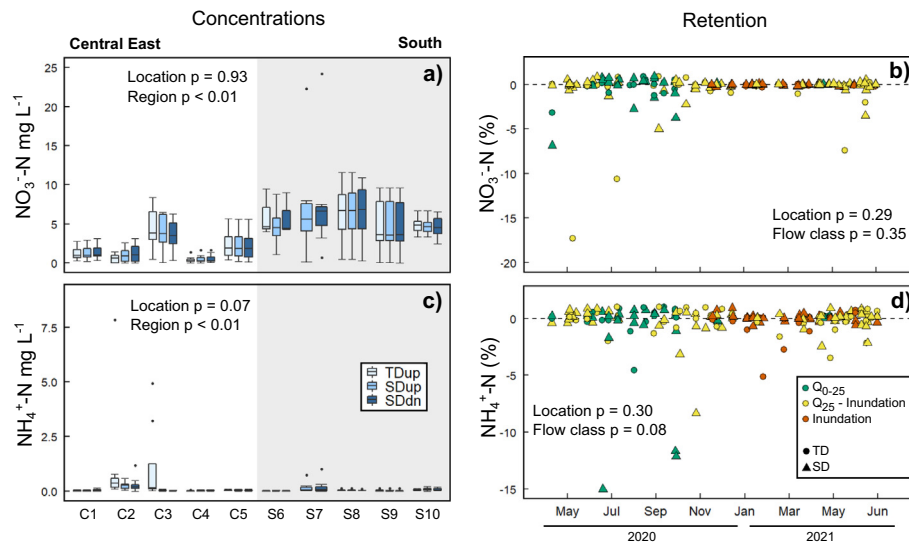 Concentrations
Retention
Central East
South
a)
Location p = 0.93
Region p < 0.01
NO₃⁻-N mg L⁻¹
25
20
15
10
5
0
b)
NO₃⁻-N (%)
0
-5
-10
-15
-20
Location p = 0.29
Flow class p = 0.35
c)
Location p = 0.07
Region p < 0.01
NH₄⁺-N mg L⁻¹
7.5
5.0
2.5
0.0
TDup
SDup
SDdn
C1 C2 C3 C4 C5 S6 S7 S8 S9 S10
d)
NH₄⁺-N (%)
0
-5
-10
-15
Location p = 0.30
Flow class p = 0.08
Q₀₋₂₅
Q₂₅ - Inundation
Inundation
TD
SD
May Jul Sep Nov Jan Mar Apr Jun
2020 2021